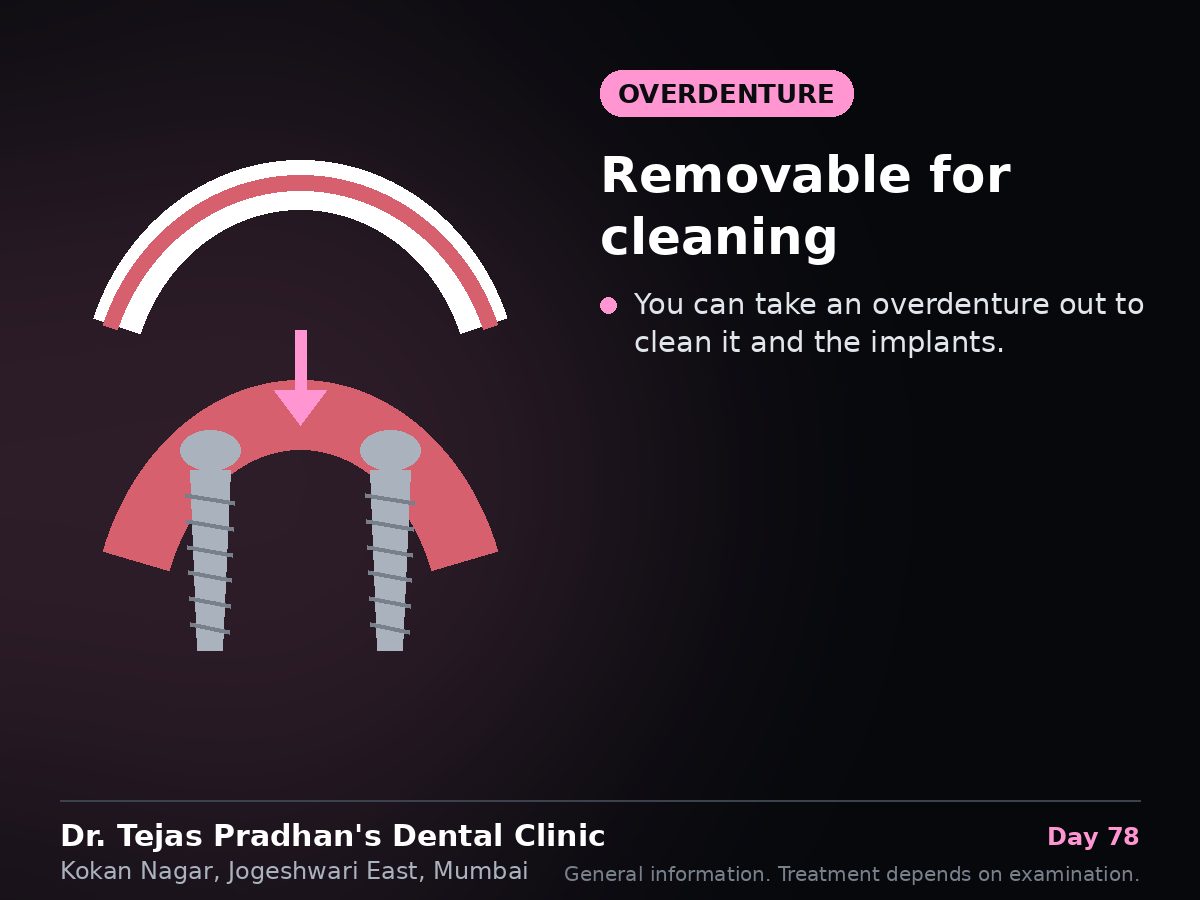 OVERDENTURE
Removable for
cleaning
You can take an overdenture out to
clean it and the implants.
Dr. Tejas Pradhan's Dental Clinic
Day 78
Kokan Nagar, Jogeshwari East, Mumbai
General information. Treatment depends on examination.